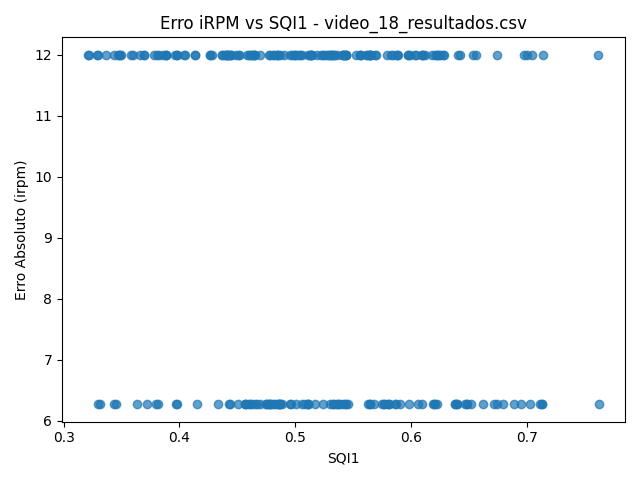 Erro iRPM vs SQI1 - video_18_resultados.csv
Erro Absoluto (irpm)
12
11
10
9
8
7
6
0.3 0.4 0.5 0.6 0.7
SQI1